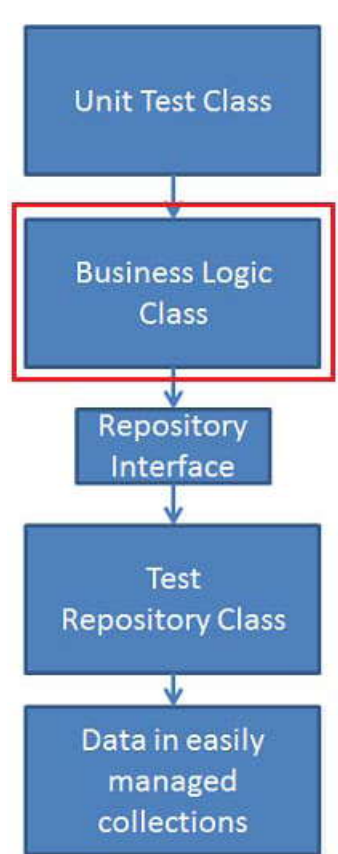 Unit Test Class
Business Logic
Class
Repository
Interface
Test
Repository Class
Data in easily
managed
collections